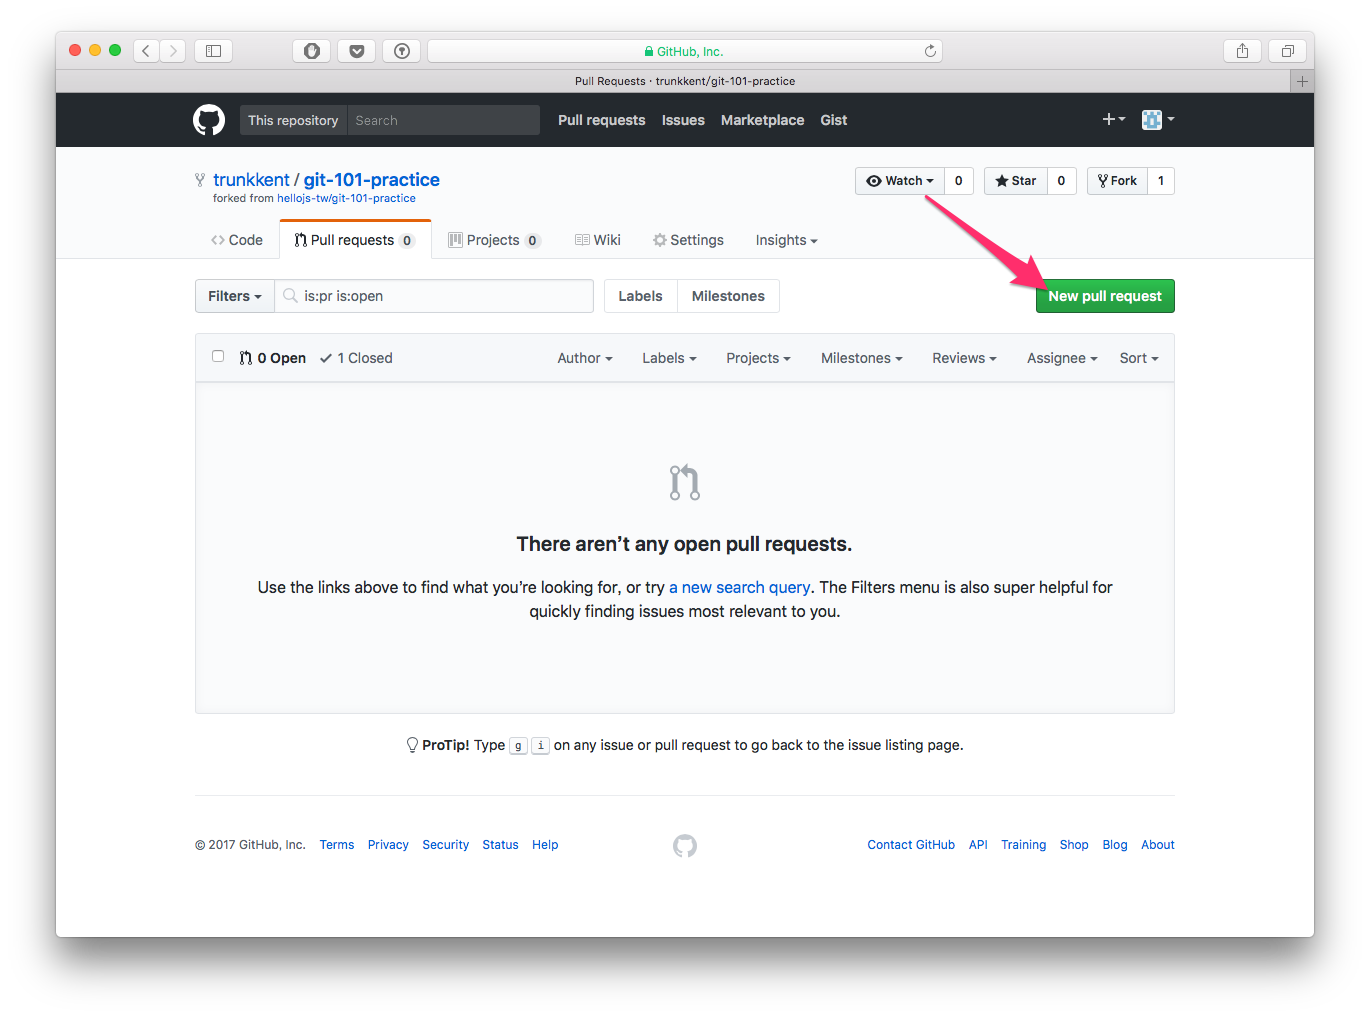 GitHub, Inc.
Pull Requests · trunkkent/git-101-practice
This repository Search Pull requests Issues Marketplace Gist
trunkkent / git-101-practice Watch 0 Star 0 Fork 1
forked from hellojs-tw/git-101-practice
Code Pull requests 0 Projects 0 Wiki Settings Insights
Filters is:pr is:open Labels Milestones New pull request
0 Open 1 Closed Author Labels Projects Milestones Reviews Assignee Sort
There aren’t any open pull requests.
Use the links above to find what you’re looking for, or try a new search query. The Filters menu is also super helpful for
quickly finding issues most relevant to you.
ProTip! Type g i on any issue or pull request to go back to the issue listing page.
© 2017 GitHub, Inc. Terms Privacy Security Status Help Contact GitHub API Training Shop Blog About